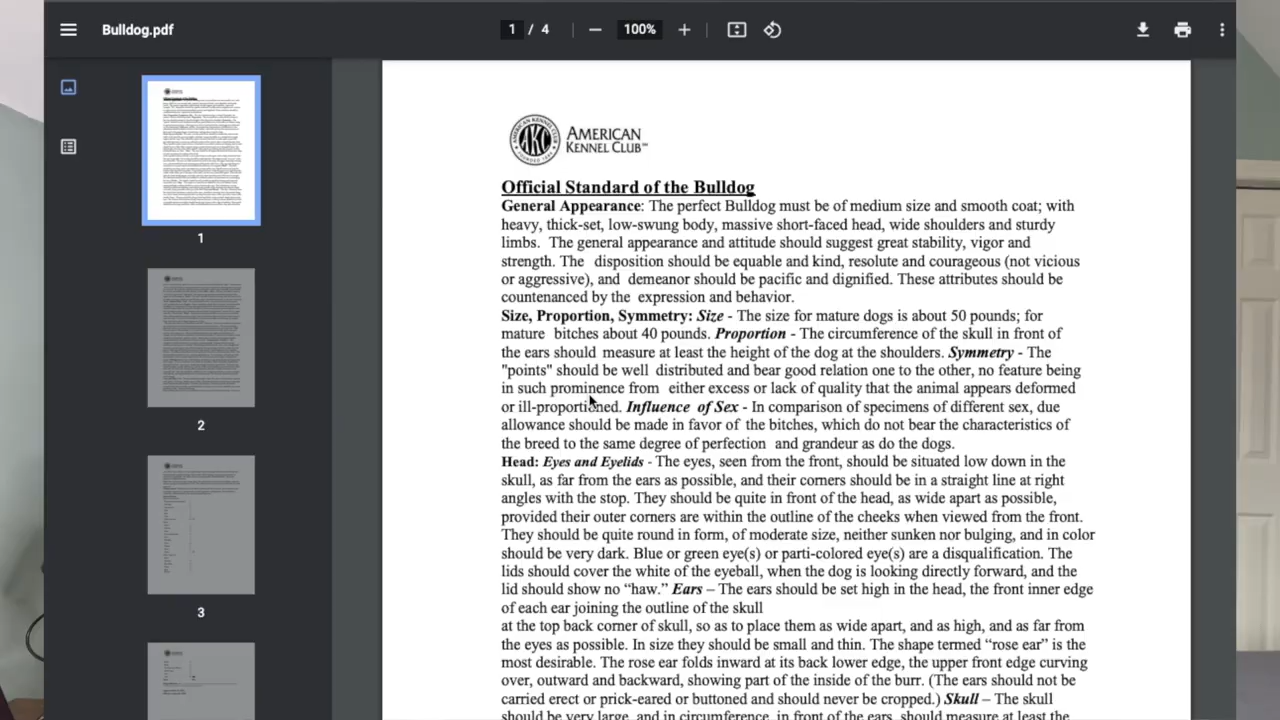 Bulldog.pdf
1 / 4
100%
1
2
3
AMERICAN
KENNEL CLUB™
Official Standard of the Bulldog
General Appearance: The perfect Bulldog must be of medium size and smooth coat; with
heavy, thick-set, low-swung body, massive short-faced head, wide shoulders and sturdy
limbs. The general appearance and attitude should suggest great stability, vigor and
strength. The disposition should be equable and kind, resolute and courageous (not vicious
or aggressive), and demeanor should be pacific and dignified. These attributes should be
countenanced by the expression and behavior.
Size, Proportion, Symmetry: Size - The size for mature dogs is about 50 pounds; for
mature bitches about 40 pounds. Proportion - The circumference of the skull in front of
the ears should measure at least the height of the dog at the shoulders. Symmetry - The
"points" should be well distributed and bear good relation one to the other, no feature being
in such prominence from either excess or lack of quality that the animal appears deformed
or ill-proportioned. Influence of Sex - In comparison of specimens of different sex, due
allowance should be made in favor of the bitches, which do not bear the characteristics of
the breed to the same degree of perfection and grandeur as do the dogs.
Head: Eyes and Eyelids - The eyes, seen from the front, should be situated low down in the
skull, as far from the ears as possible, and their corners should be in a straight line at right
angles with the stop. They should be quite in front of the head, as wide apart as possible,
provided their outer corners are within the outline of the cheeks when viewed from the front.
They should be quite round in form, of moderate size, neither sunken nor bulging, and in color
should be very dark. Blue or green eye(s) or parti-colored eye(s) are a disqualification. The
lids should cover the white of the eyeball, when the dog is looking directly forward, and the
lid should show no “haw.” Ears – The ears should be set high in the head, the front inner edge
of each ear joining the outline of the skull
at the top back corner of skull, so as to place them as wide apart, and as high, and as far from
the eyes as possible. In size they should be small and thin. The shape termed “rose ear” is the
most desirable. The rose ear folds inward at its back lower edge, the upper front edge curving
over, outward and backward, showing part of the inside of the burr. (The ears should not be
carried erect or prick-eared or buttoned and should never be cropped.) Skull – The skull
should be very large, and in circumference, in front of the ears, should measure at least the